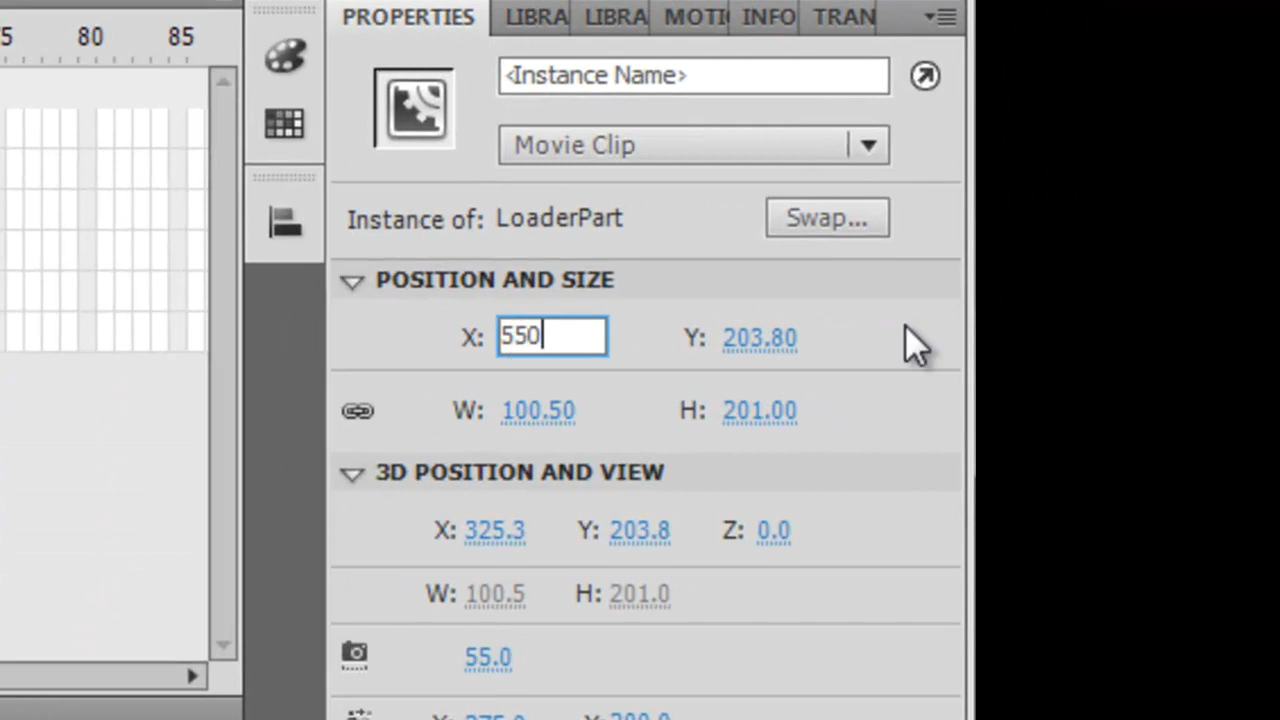 5 80 85
PROPERTIES LIBRA LIBRA MOTI INFO TRAN
<Instance Name>
Movie Clip
Instance of: LoaderPart Swap...
POSITION AND SIZE
X: 550 Y: 203.80
W: 100.50 H: 201.00
3D POSITION AND VIEW
X: 325.3 Y: 203.8 Z: 0.0
W: 100.5 H: 201.0
55.0